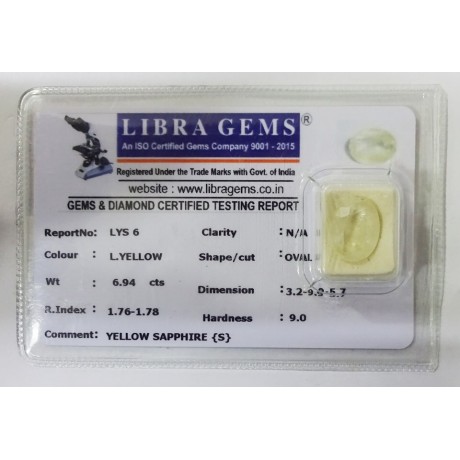 LIBRA GEMS ®
An ISO Certified Gems Company 9001 - 2015
Registered Under the Trade Marks with Govt. of India
website : www.libragems.co.in
GEMS & DIAMOND CERTIFIED TESTING REPORT
ReportNo: LYS 6 Clarity : N/A
Colour : L.YELLOW Shape/cut :OVAL
Wt : 6.94 cts Dimension :
R.Index : 1.76-1.78 Hardness : 9.0
Comment: YELLOW SAPPHIRE {S}